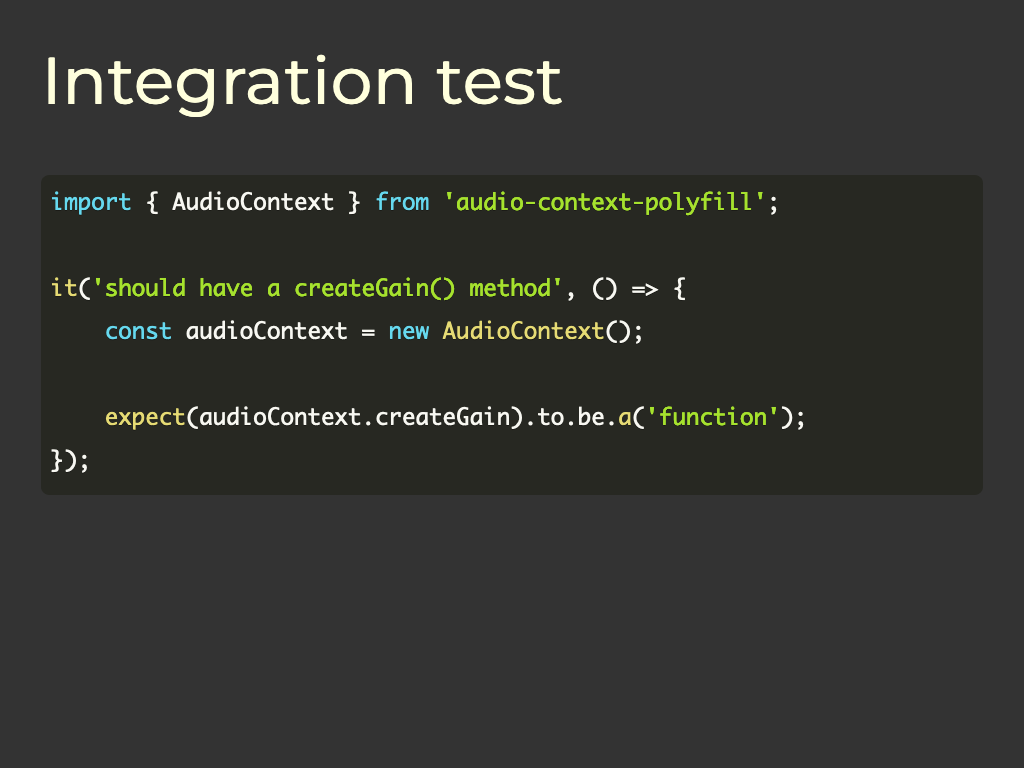 Integration test
import { AudioContext } from 'audio-context-polyfill';
it('should have a createGain() method', () => {
    const audioContext = new AudioContext();
    expect(audioContext.createGain).to.be.a('function');
});